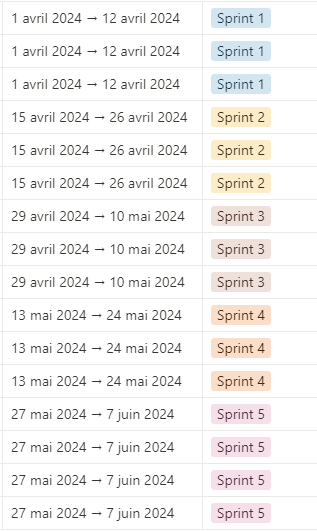 1 avril 2024 → 12 avril 2024 Sprint 1
1 avril 2024 → 12 avril 2024 Sprint 1
1 avril 2024 → 12 avril 2024 Sprint 1
15 avril 2024 → 26 avril 2024 Sprint 2
15 avril 2024 → 26 avril 2024 Sprint 2
15 avril 2024 → 26 avril 2024 Sprint 2
29 avril 2024 → 10 mai 2024 Sprint 3
29 avril 2024 → 10 mai 2024 Sprint 3
29 avril 2024 → 10 mai 2024 Sprint 3
13 mai 2024 → 24 mai 2024 Sprint 4
13 mai 2024 → 24 mai 2024 Sprint 4
13 mai 2024 → 24 mai 2024 Sprint 4
27 mai 2024 → 7 juin 2024 Sprint 5
27 mai 2024 → 7 juin 2024 Sprint 5
27 mai 2024 → 7 juin 2024 Sprint 5
27 mai 2024 → 7 juin 2024 Sprint 5